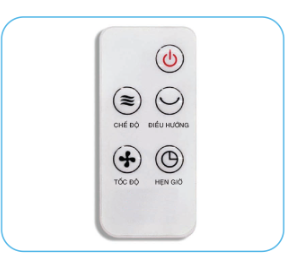 CHẾ ĐỘ ĐIỀU HƯỚNG
TỐC ĐỘ HẸN GIỜ